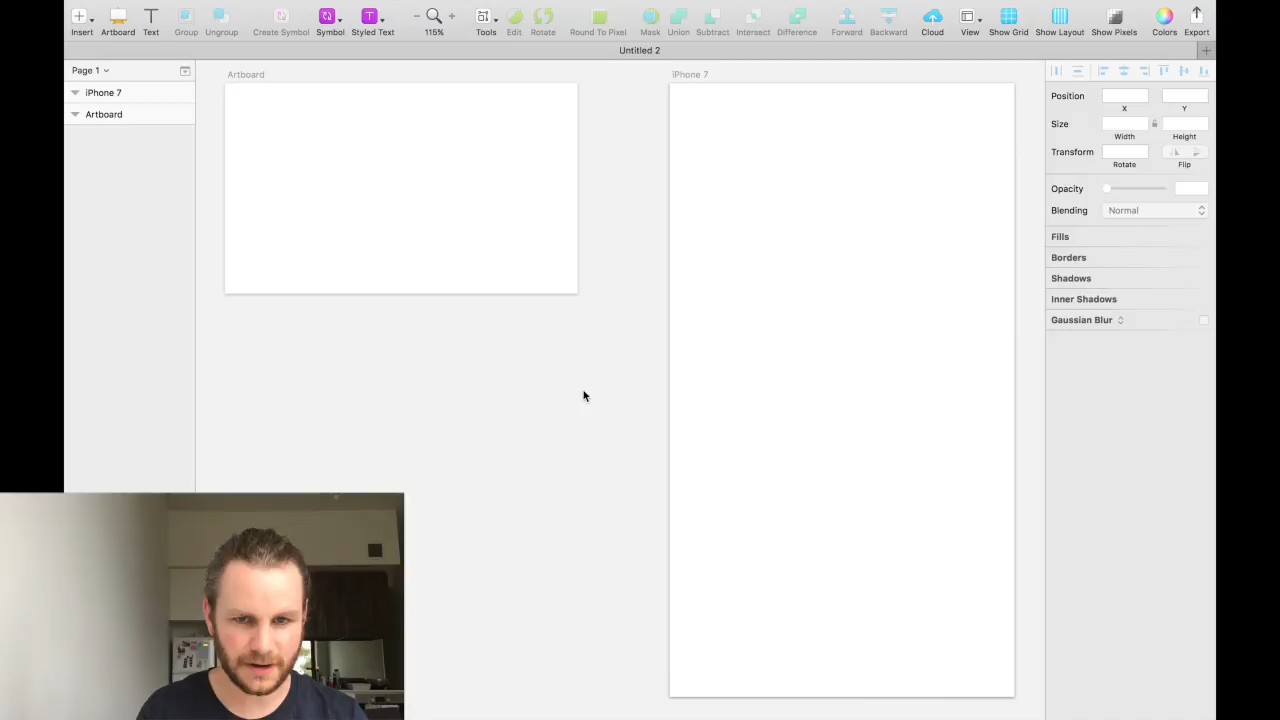 Insert Artboard Text Group Ungroup Create Symbol Symbol Styled Text 115% Tools Edit Rotate Round To Pixel Mask Union Subtract Intersect Difference Forward Backward Cloud View Show Grid Show Layout Show Pixels Colors Export
Untitled 2
Page 1
iPhone 7
Artboard
Artboard
iPhone 7
Position
X Y
Size
Width Height
Transform
Rotate Flip
Opacity
Blending Normal
Fills
Borders
Shadows
Inner Shadows
Gaussian Blur